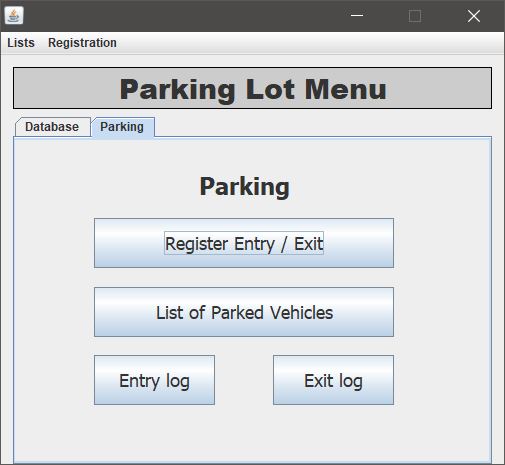 Lists Registration
Parking Lot Menu
Database Parking
Parking
Register Entry / Exit
List of Parked Vehicles
Entry log Exit log